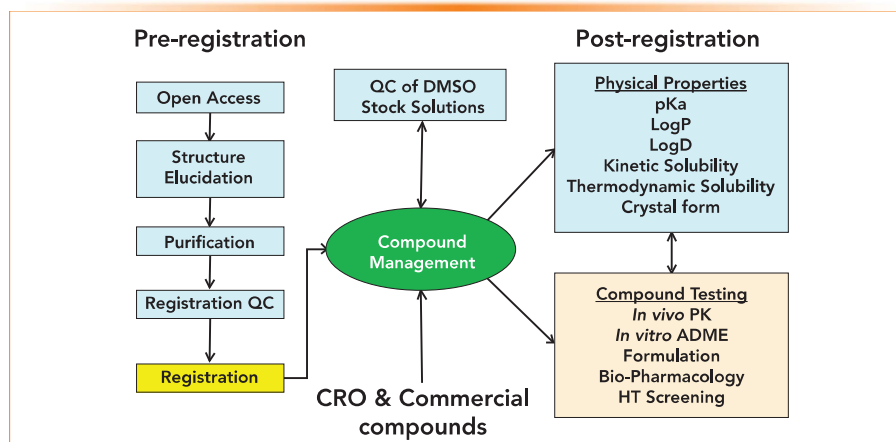 Pre-registration
Open Access
Structure
Elucidation
Purification
Registration QC
Registration
QC of DMSO
Stock Solutions
Compound
Management
CRO & Commercial
compounds
Post-registration
Physical Properties
pKa
LogP
LogD
Kinetic Solubility
Thermodynamic Solubility
Crystal form
Compound Testing
In vivo PK
In vitro ADME
Formulation
Bio-Pharmacology
HT Screening